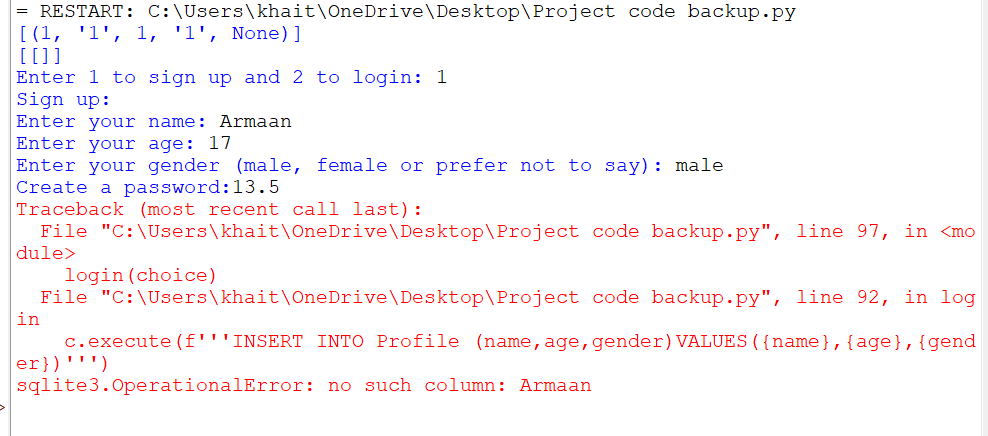 = RESTART: C:\Users\khait\OneDrive\Desktop\Project code backup.py
[(1, '1', 1, '1', None)]
[[]]
Enter 1 to sign up and 2 to login: 1
Sign up:
Enter your name: Armaan
Enter your age: 17
Enter your gender (male, female or prefer not to say): male
Create a password:13.5
Traceback (most recent call last):
  File "C:\Users\khait\OneDrive\Desktop\Project code backup.py", line 97, in <mo
dule>
    login(choice)
  File "C:\Users\khait\OneDrive\Desktop\Project code backup.py", line 92, in log
in
    c.execute(f'''INSERT INTO Profile (name,age,gender)VALUES({name},{age},{gend
er})''')
sqlite3.OperationalError: no such column: Armaan
>